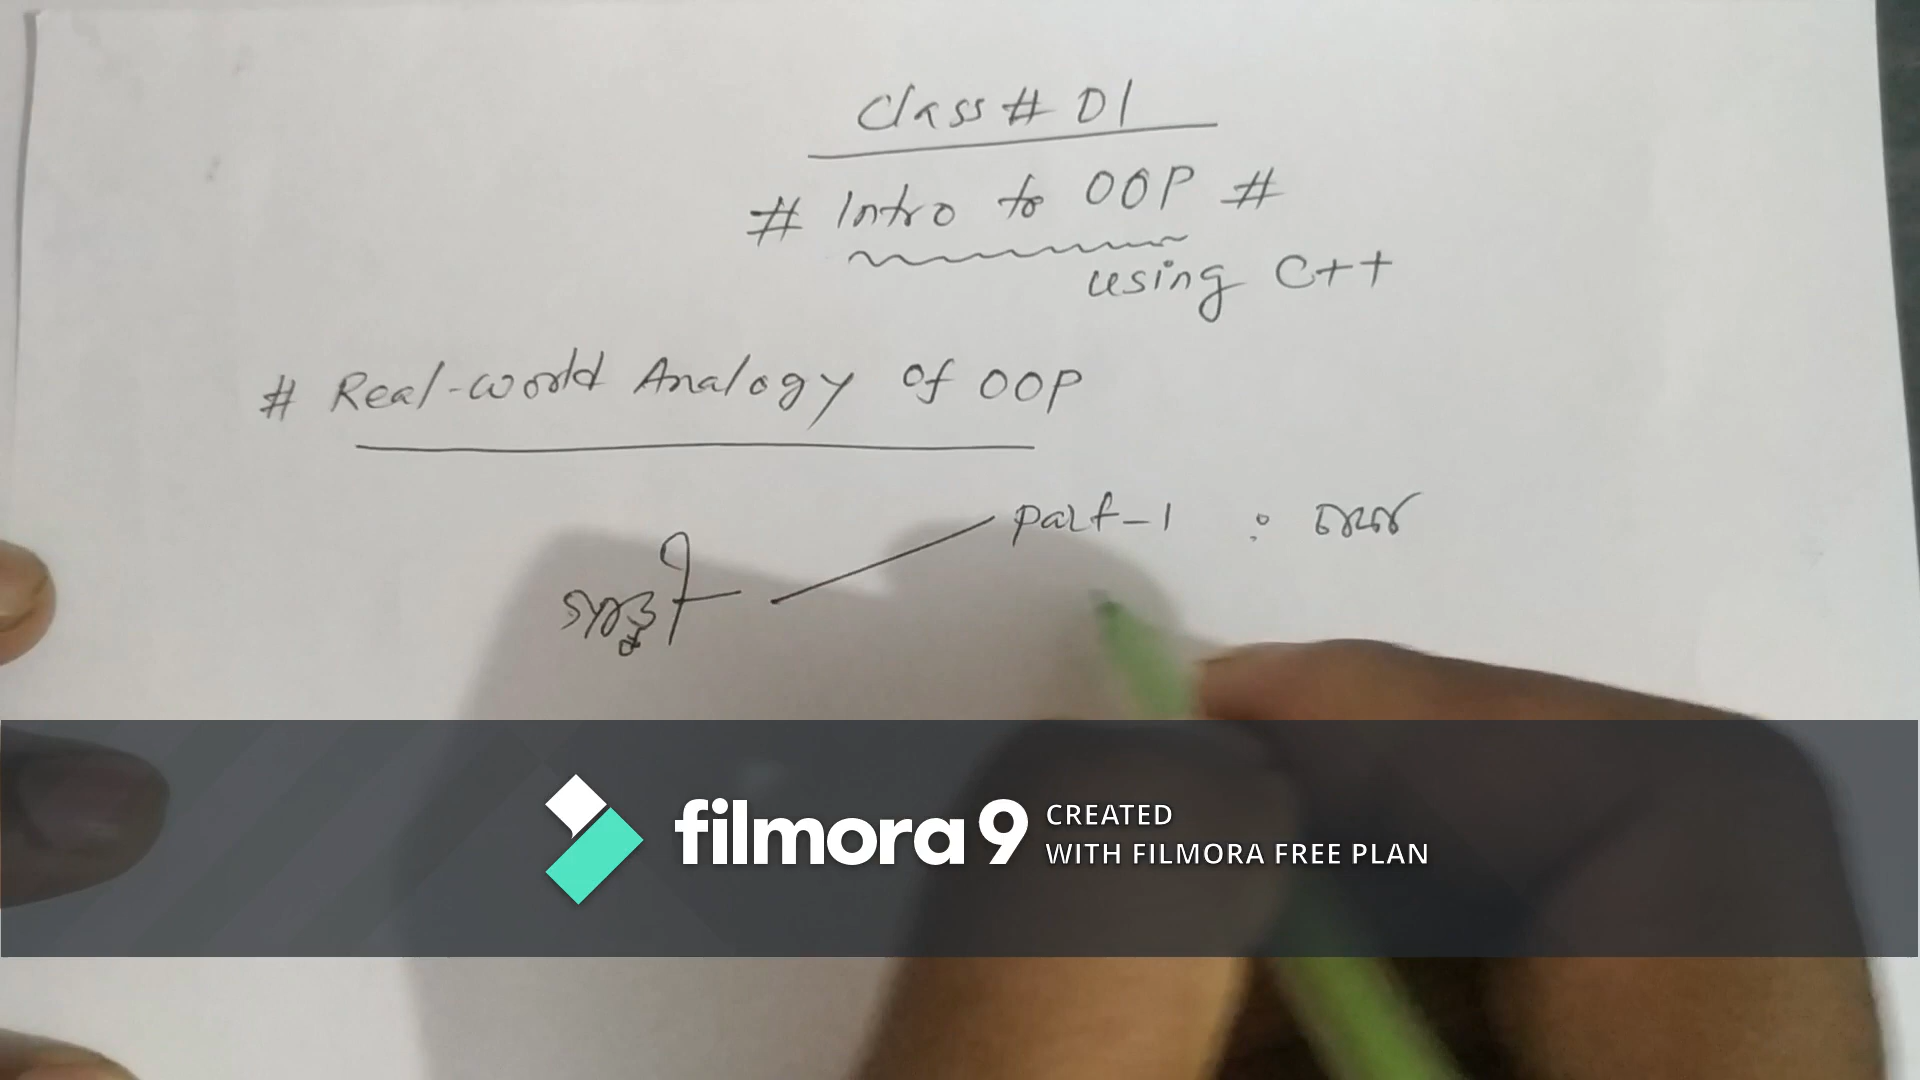 Class # 01
# Intro to OOP #
using C++
# Real-world Analogy of OOP
part-1 :
filmora 9 CREATED
WITH FILMORA FREE PLAN